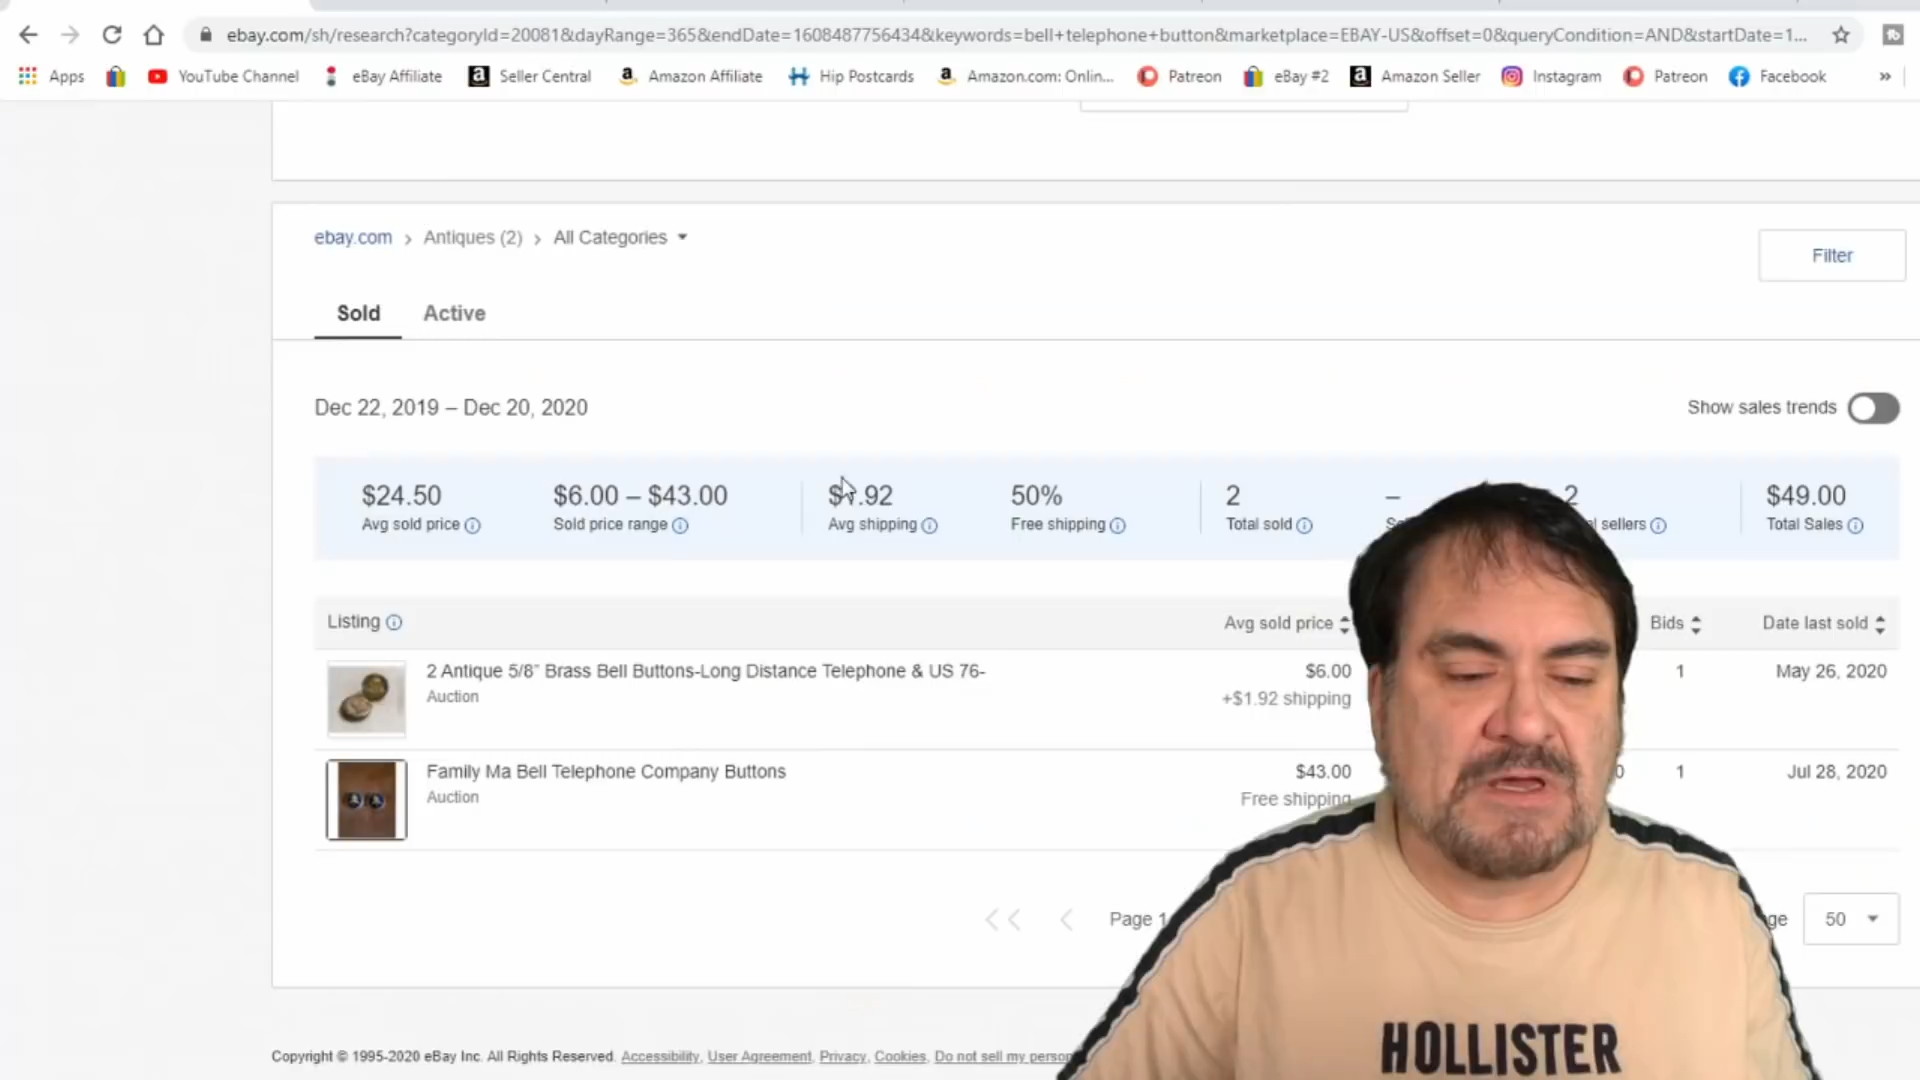 ebay.com/sh/research?categoryId=20081&dayRange=365&endDate=1608487756434&keywords=bell+telephone+button&marketplace=EBAY-US&offset=0&queryCondition=AND&startDate=1...
Apps YouTube Channel eBay Affiliate Seller Central Amazon Affiliate Hip Postcards Amazon.com: Onlin... Patreon eBay #2 Amazon Seller Instagram Patreon Facebook »
ebay.com > Antiques (2) > All Categories
Filter
Sold Active
Dec 22, 2019 – Dec 20, 2020 Show sales trends
$24.50 $6.00 – $43.00 .92 50% 2 – 2 $49.00
Avg sold price Sold price range Avg shipping Free shipping Total sold sellers Total Sales
Listing Avg sold price Bids Date last sold
2 Antique 5/8” Brass Bell Buttons-Long Distance Telephone & US 76- $6.00 1 May 26, 2020
Auction +$1.92 shipping
Family Ma Bell Telephone Company Buttons $43.00 0 1 Jul 28, 2020
Auction Free shipping
<< < Page 1 50
Copyright © 1995-2020 eBay Inc. All Rights Reserved. Accessibility, User Agreement, Privacy, Cookies, Do not sell my
HOLLISTER